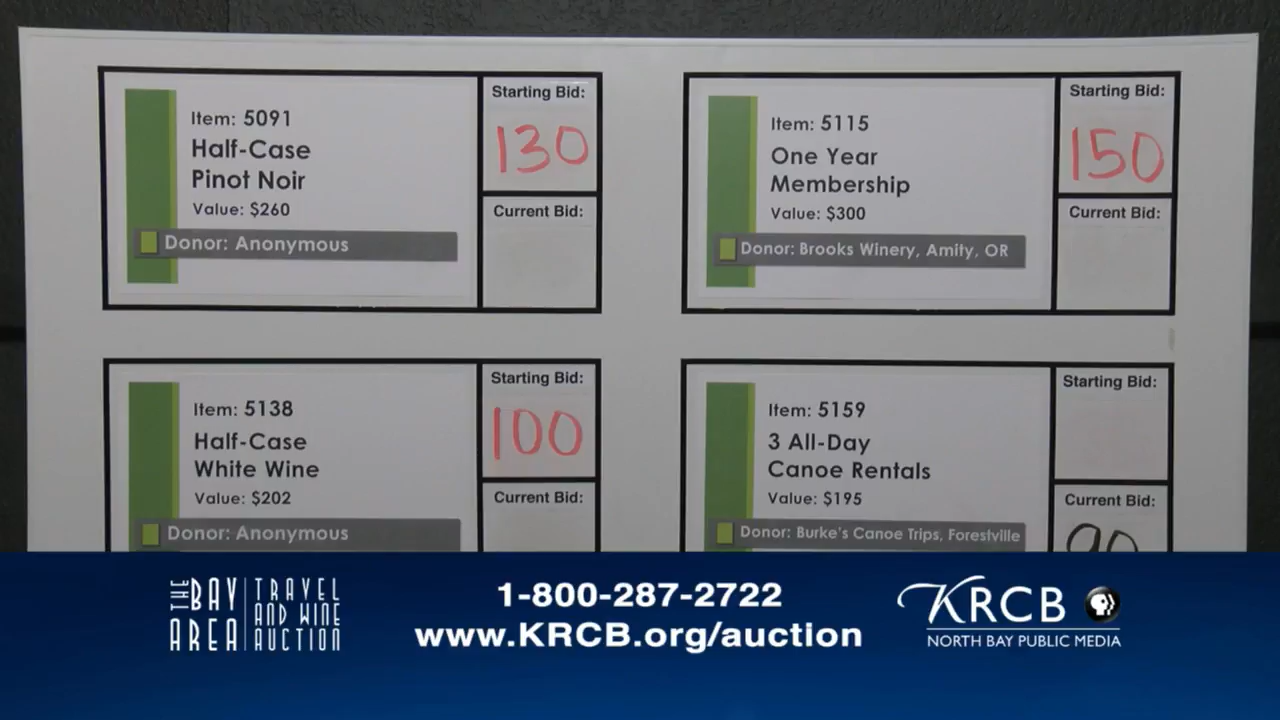 Item: 5091
Half-Case
Pinot Noir
Value: $260
Donor: Anonymous
Starting Bid:
130
Current Bid:
Item: 5115
One Year
Membership
Value: $300
Donor: Brooks Winery, Amity, OR
Starting Bid:
150
Current Bid:
Item: 5138
Half-Case
White Wine
Value: $202
Donor: Anonymous
Starting Bid:
100
Current Bid:
Item: 5159
3 All-Day
Canoe Rentals
Value: $195
Donor: Burke's Canoe Trips, Forestville
Starting Bid:
Current Bid:
THE BAY AREA
TRAVEL
AND WINE
AUCTION
1-800-287-2722
www.KRCB.org/auction
KRCB
NORTH BAY PUBLIC MEDIA